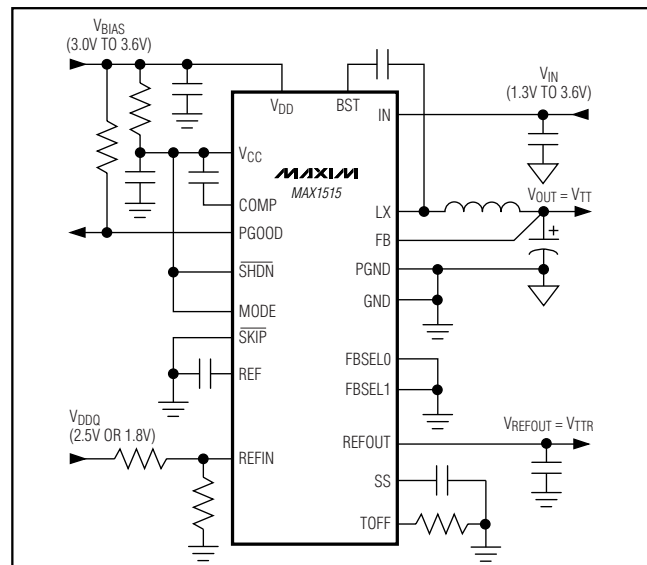 VBIAS
(3.0V TO 3.6V)
VDD
BST
IN
VIN
(1.3V TO 3.6V)
VCC
MAXIM
MAX1515
COMP
LX
VOUT = VTT
PGOOD
FB
+
SHDN
PGND
MODE
GND
SKIP
REF
FBSEL0
FBSEL1
VDDQ
(2.5V OR 1.8V)
REFIN
REFOUT
VREFOUT = VTTR
SS
TOFF